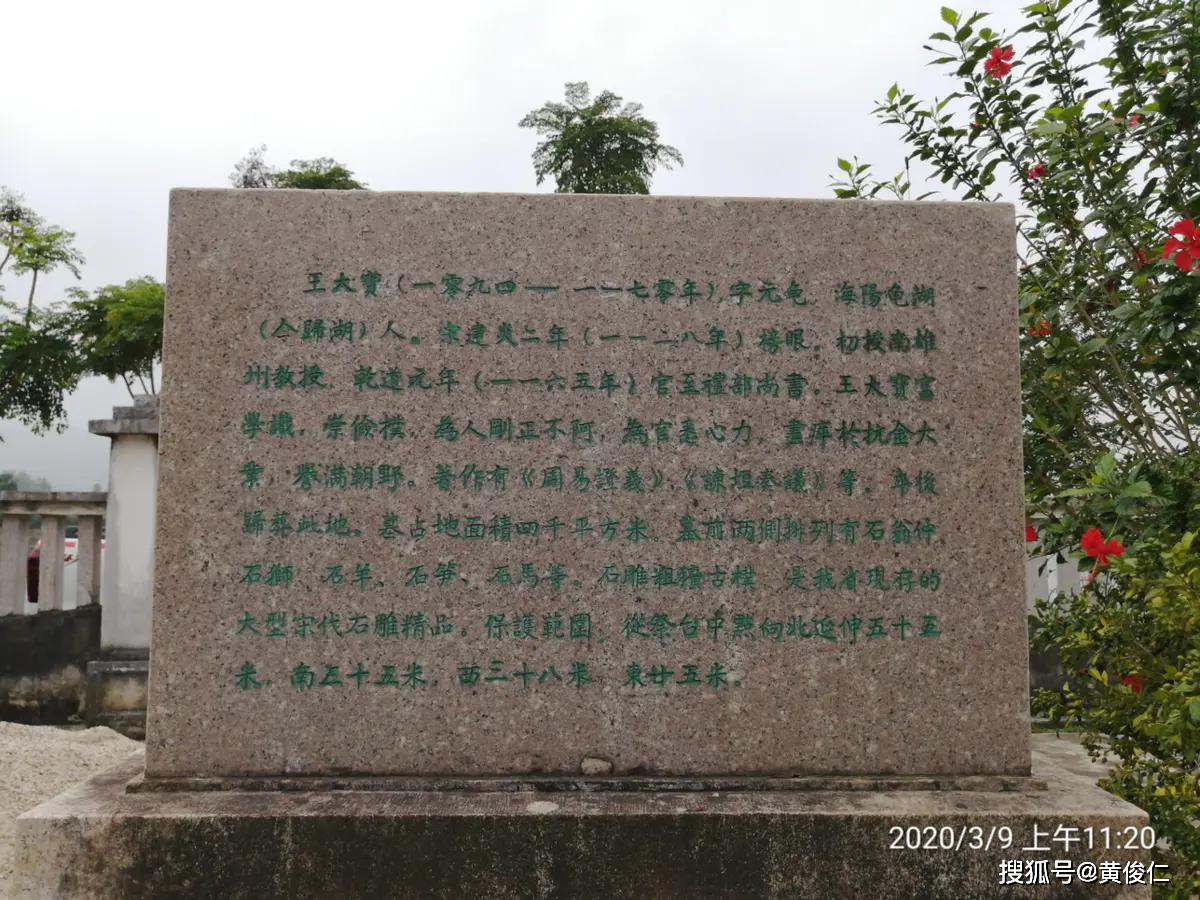 王大寶（一零九四——一一七零年），字元龟，海陽龟湖
（今歸湖）人。宋建炎二年（一一二八年）榜眼。初授南雄
州教授，乾道元年（一一六五年）官至禮部尚書。王大寶富
學識，崇儉樸，為人剛正不阿，為官悉心力，盡瘁於抗金大
業，譽满朝野。著作有《周易證義》，《諫垣奏議》等，卒後
歸葬此地。墓占地面積四千平方米，墓前两側排列有石翁仲
石獅、石羊、石笋、石馬等。石雕粗獷古樸，是我省現存的
大型宋代石雕精品。保護範圍，從祭台中點向北延伸五十五
米，南五十五米，西三十八米，東廿五米。
2020/3/9 上午11:20
搜狐号@黄俊仁